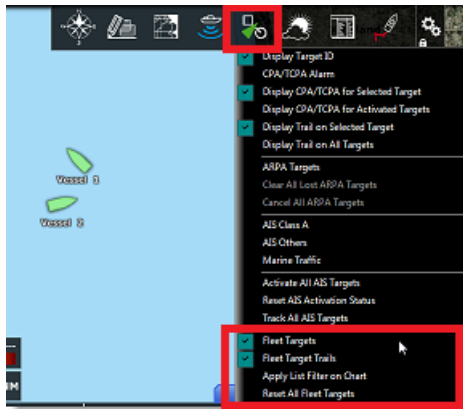 Display Target ID
CPA/TCPA Alarm
Display CPA/TCPA for Selected Target
Display CPA/TCPA for Activated Targets
Display Trail on Selected Target
Display Trail on All Targets
ARPA Targets
Clear All Lost ARPA Targets
Cancel All ARPA Targets
AIS Class A
AIS Others
Marine Traffic
Activate All AIS Targets
Reset AIS Activation Status
Track All AIS Targets
Fleet Targets
Fleet Target Trails
Apply List Filter on Chart
Reset All Fleet Targets
Vessel 1
Vessel 2